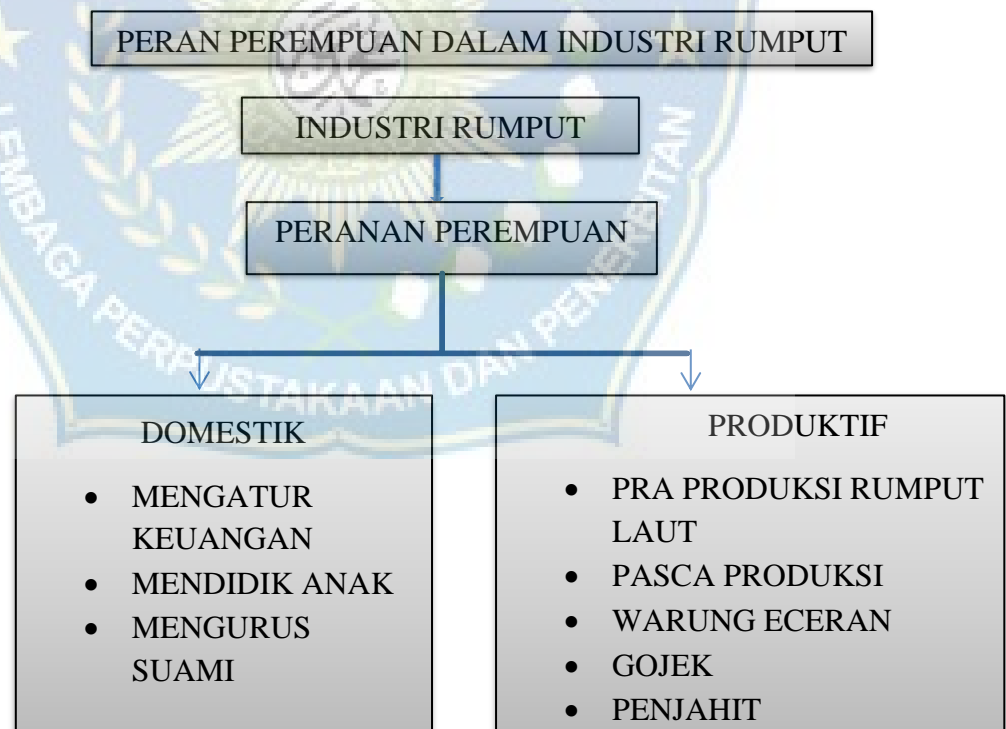 PERAN PEREMPUAN DALAM INDUSTRI RUMPUT
INDUSTRI RUMPUT
PERANAN PEREMPUAN
DOMESTIK
• MENGATUR
KEUANGAN
• MENDIDIK ANAK
• MENGURUS
SUAMI
PRODUKTIF
• PRA PRODUKSI RUMPUT
LAUT
• PASCA PRODUKSI
• WARUNG ECERAN
• GOJEK
• PENJAHIT
LEMBAGA PERPUSTAKAAN DAN PENERBITAN